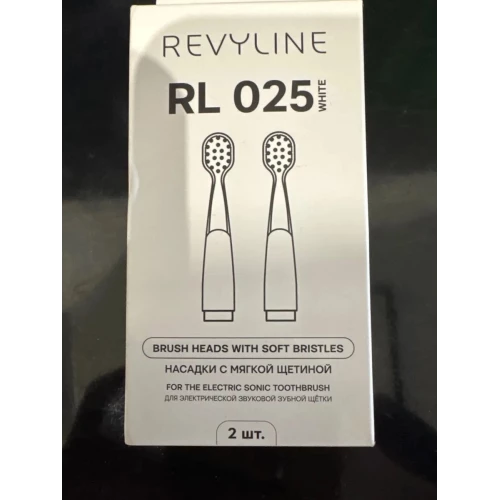 REVYLINE
RL 025 WHITE
BRUSH HEADS WITH SOFT BRISTLES
НАСАДКИ С МЯГКОЙ ЩЕТИНОЙ
FOR THE ELECTRIC SONIC TOOTHBRUSH
ДЛЯ ЭЛЕКТРИЧЕСКОЙ ЗВУКОВОЙ ЗУБНОЙ ЩЁТКИ
2 шт.